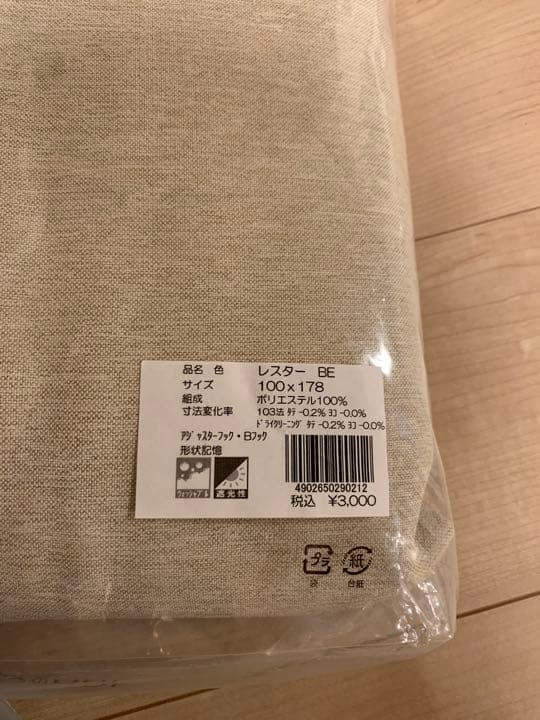 品名 色 レスター BE
サイズ 100×178
組成 ポリエステル100%
寸法変化率 103法 ﾀﾃ -0.2% ﾖｺ -0.0%
ﾄﾞﾗｲｸﾘｰﾆﾝｸﾞ ﾀﾃ -0.2% ﾖｺ -0.0%
ｱｼﾞｬｽﾀｰフック・Bフック
形状記憶
ウォッシャブル 遮光性
4902650290212
税込 ¥3,000
プラ 紙
袋 台紙